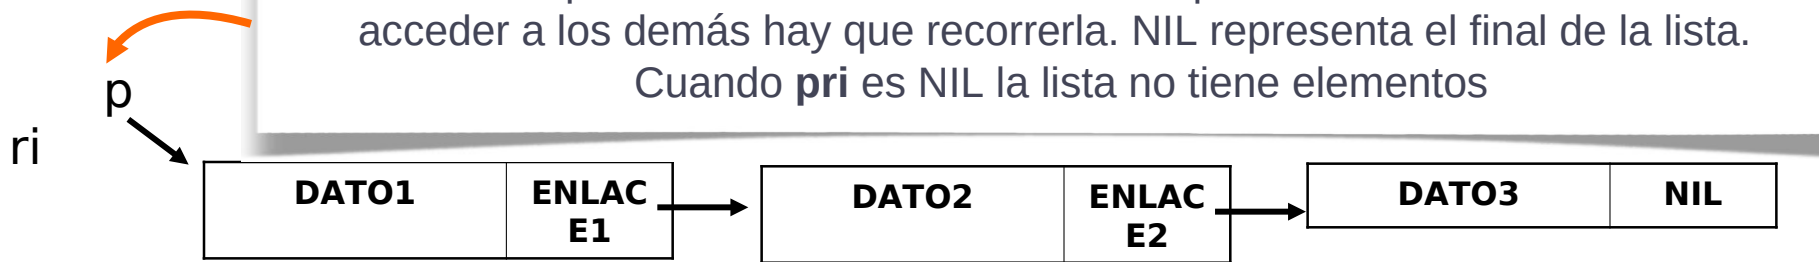 acceder a los demás hay que recorrerla. NIL representa el final de la lista.
Cuando pri es NIL la lista no tiene elementos
p
ri
DATO1
ENLAC
E1
DATO2
ENLAC
E2
DATO3
NIL